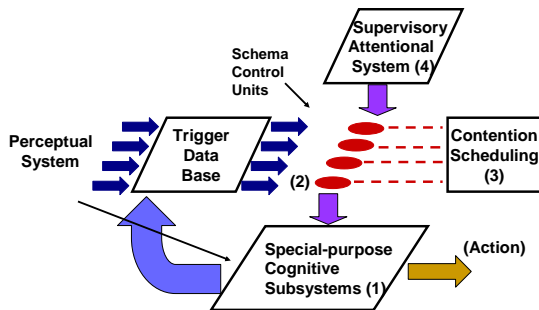 Supervisory
Attentional
System (4)
Schema
Control
Units
Perceptual
System
Trigger
Data
Base
Contention
Scheduling
(3)
(2)
Special-purpose
Cognitive
Subsystems (1)
(Action)